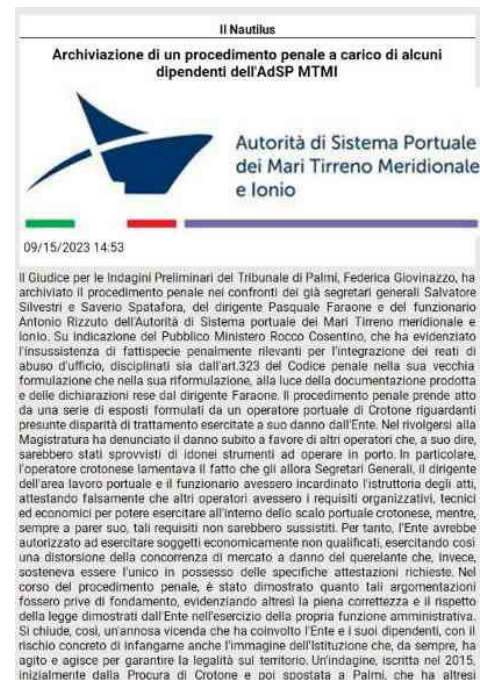 Il Nautilus
Archiviazione di un procedimento penale a carico di alcuni
dipendenti dell'AdSP MTMI
Autorità di Sistema Portuale
dei Mari Tirreno Meridionale
e Ionio
09/15/2023 14:53
Il Giudice per le Indagini Preliminari del Tribunale di Palmi, Federica Giovinazzo, ha
archiviato il procedimento penale nei confronti dei già segretari generali Salvatore
Silvestri e Saverio Spatafora, del dirigente Pasquale Faraone e del funzionario
Antonio Rizzuto dell'Autorità di Sistema portuale dei Mari Tirreno meridionale e
Ionio. Su indicazione del Pubblico Ministero Rocco Cosentino, che ha evidenziato
l'insussistenza di fattispecie penalmente rilevanti per l'integrazione dei reati di
abuso d'ufficio, disciplinati sia dall'art.323 del Codice penale nella sua vecchia
formulazione che nella sua riformulazione, alla luce della documentazione prodotta
e delle dichiarazioni rese dal dirigente Faraone. Il procedimento penale prende atto
da una serie di esposti formulati da un operatore portuale di Crotone riguardanti
presunte disparità di trattamento esercitate a suo danno dall'Ente. Nel rivolgersi alla
Magistratura ha denunciato il danno subito a favore di altri operatori che, a suo dire,
sarebbero stati sprovvisti di idonei strumenti ad operare in porto. In particolare,
l'operatore crotonese lamentava il fatto che gli allora Segretari Generali, il dirigente
dell'area lavoro portuale e il funzionario avessero incardinato l'istruttoria degli atti,
attestando falsamente che altri operatori avessero i requisiti organizzativi, tecnici
ed economici per potere esercitare all'interno dello scalo portuale crotonese, mentre,
sempre a parer suo, tali requisiti non sarebbero sussistiti. Per tanto, l'Ente avrebbe
autorizzato ad esercitare soggetti economicamente non qualificati, esercitando così
una distorsione della concorrenza di mercato a danno del querelante che, invece,
sosteneva essere l'unico in possesso delle specifiche attestazioni richieste. Nel
corso del procedimento penale, è stato dimostrato quanto tali argomentazioni
fossero prive di fondamento, evidenziando altresì la piena correttezza e il rispetto
della legge dimostrati dall'Ente nell'esercizio della propria funzione amministrativa.
Si chiude, così, un'annosa vicenda che ha coinvolto l'Ente e i suoi dipendenti, con il
rischio concreto di infangarne anche l'immagine dell'Istituzione che, da sempre, ha
agito e agisce per garantire la legalità sul territorio. Un'indagine, iscritta nel 2015,
inizialmente dalla Procura di Crotone e poi spostata a Palmi, che ha altresì